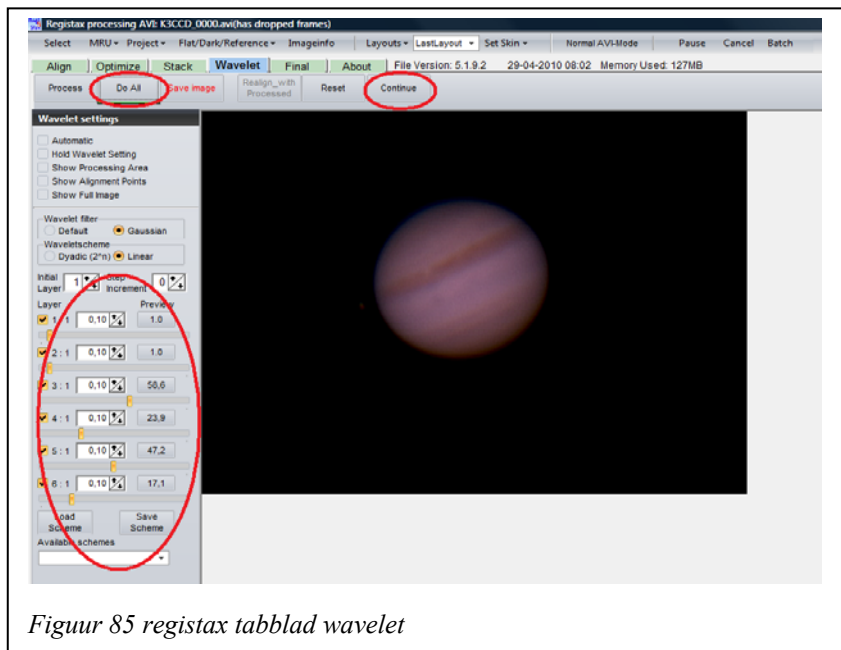 Registax processing AVI: K3CCD_0000.avi(has dropped frames)
Select MRU Project Flat/Dark/Reference Imageinfo Layouts LastLayout Set Skin Normal AVI-Mode Pause Cancel Batch
Align Optimize Stack Wavelet Final About File Version: 5.1.9.2 29-04-2010 08:02 Memory Used: 127MB
Process Do All Save image Realign_with Processed Reset Continue
Wavelet settings
Automatic
Hold Wavelet Setting
Show Processing Area
Show Alignment Points
Show Full Image
Wavelet filter
Default Gaussian
Waveletscheme
Dyadic (2^n) Linear
Initial Layer 1 Step Increment 0
Layer Preview
1 : 1 0,10 1.0
2 : 1 0,10 1.0
3 : 1 0,10 58,6
4 : 1 0,10 23,9
5 : 1 0,10 47,2
6 : 1 0,10 17,1
Load Scheme Save Scheme
Available schemes
Figuur 85 registax tabblad wavelet